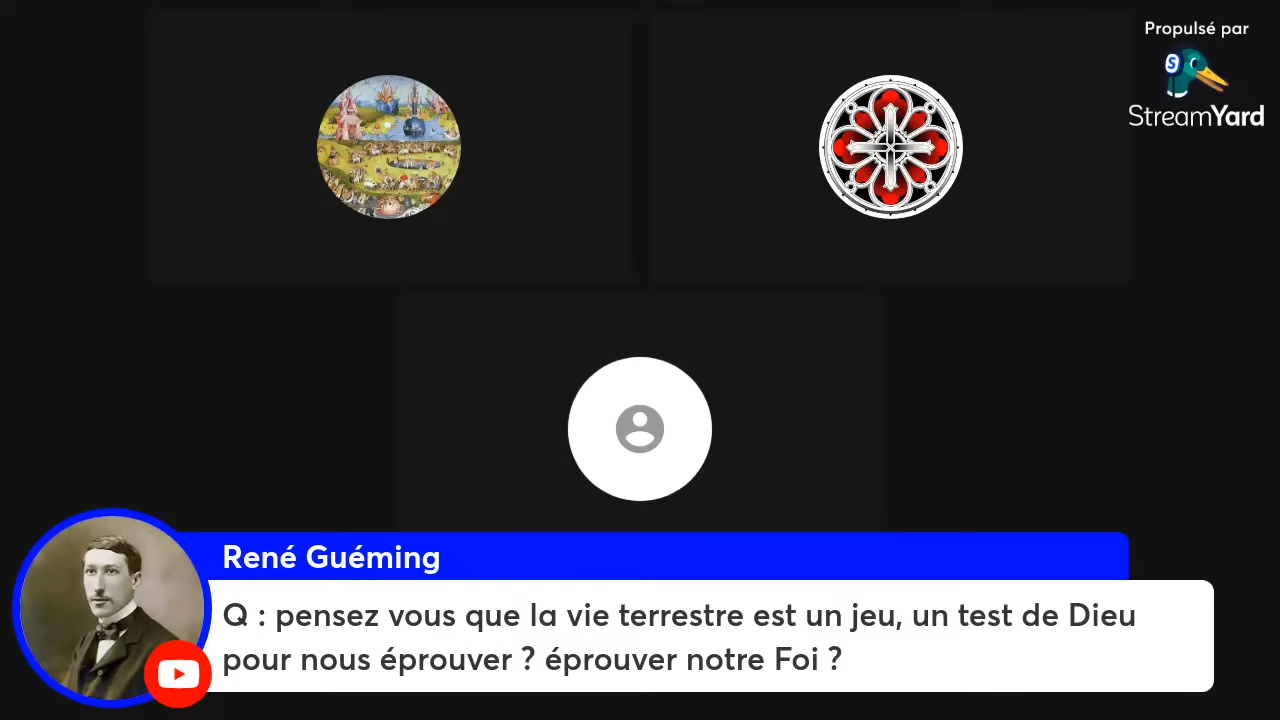 Propulsé par
StreamYard
René Guéming
Q : pensez vous que la vie terrestre est un jeu, un test de Dieu
pour nous éprouver ? éprouver notre Foi ?